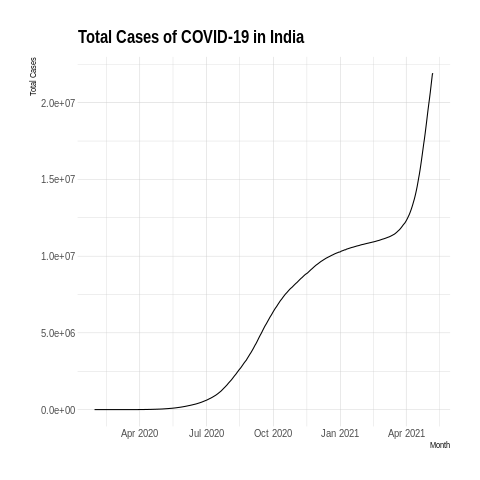 Total Cases of COVID-19 in India
Total Cases
2.0e+07
1.5e+07
1.0e+07
5.0e+06
0.0e+00
Apr 2020 Jul 2020 Oct 2020 Jan 2021 Apr 2021
Month